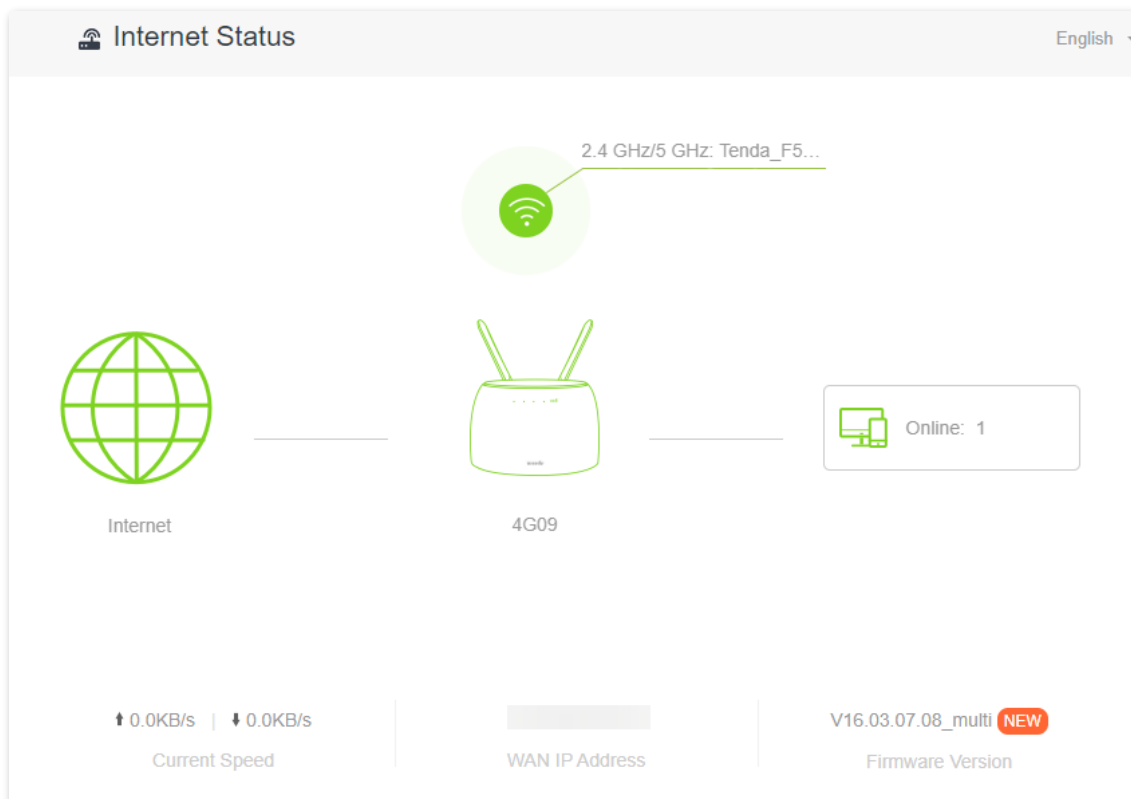 Internet Status
English
2.4 GHz/5 GHz: Tenda_F5...
Online: 1
Internet
4G09
0.0KB/s | 0.0KB/s
V16.03.07.08_multi NEW
Current Speed
WAN IP Address
Firmware Version